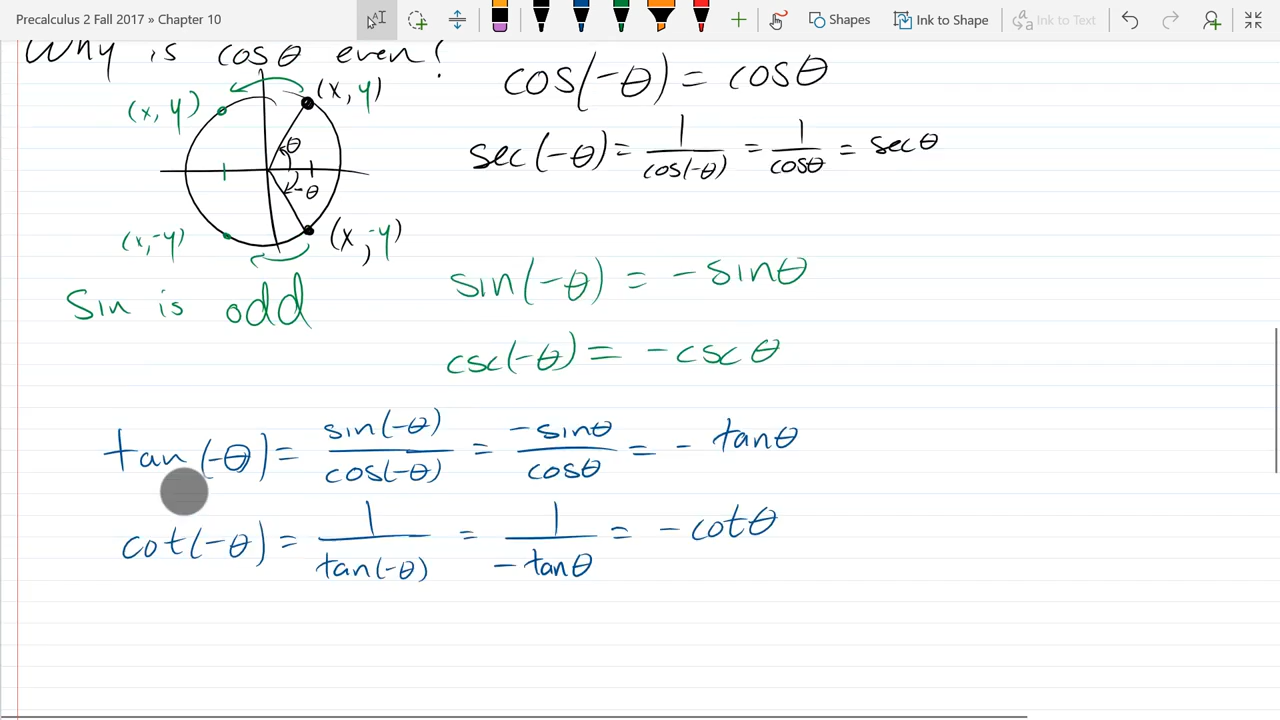 Precalculus 2 Fall 2017 » Chapter 10
Shapes
Ink to Shape
Ink to Text
Why is cosθ even?
cos(-θ) = cosθ
(x, y)
(x, y)
θ
-θ
sec(-θ) = 1/cos(-θ) = 1/cosθ = secθ
(x,-y)
(x,-y)
sin(-θ) = -sinθ
Sin is odd
csc(-θ) = -cscθ
tan(-θ) = sin(-θ)/cos(-θ) = -sinθ/cosθ = - tanθ
cot(-θ) = 1/tan(-θ) = 1/-tanθ = -cotθ